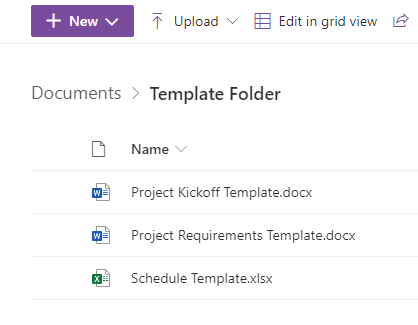 New Upload Edit in grid view
Documents > Template Folder
Name
Project Kickoff Template.docx
Project Requirements Template.docx
Schedule Template.xlsx